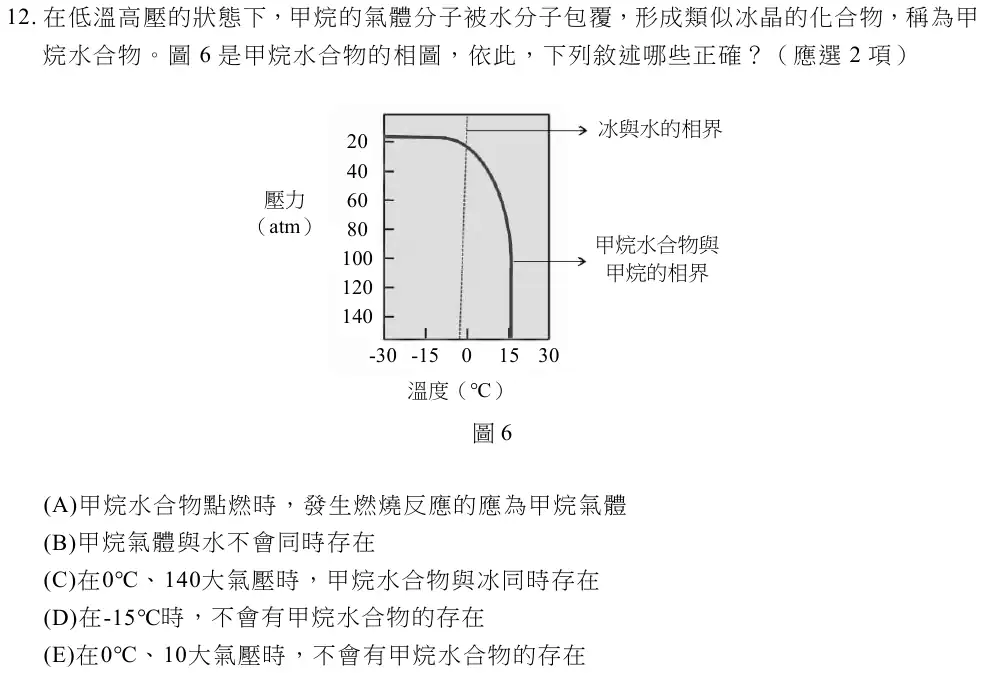 12. 在低溫高壓的狀態下，甲烷的氣體分子被水分子包覆，形成類似冰晶的化合物，稱為甲
烷水合物。圖 6 是甲烷水合物的相圖，依此，下列敘述哪些正確？（應選 2 項）
冰與水的相界
20
40
60
80
100
120
140
壓力
（atm）
甲烷水合物與
甲烷的相界
-30 -15 0 15 30
溫度（℃）
圖 6
(A)甲烷水合物點燃時，發生燃燒反應的應為甲烷氣體
(B)甲烷氣體與水不會同時存在
(C)在0℃、140大氣壓時，甲烷水合物與冰同時存在
(D)在-15℃時，不會有甲烷水合物的存在
(E)在0℃、10大氣壓時，不會有甲烷水合物的存在